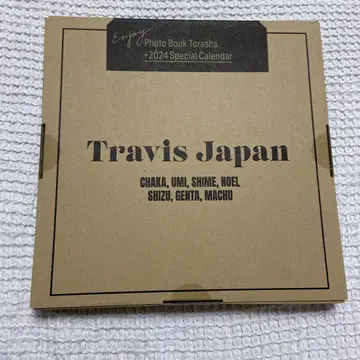 Enjoy
Photo Book Torasha
+2024 Special Calendar
Travis Japan
CHAKA, UMI, SHIME, NOEL
SHIZU, GENTA, MACHU